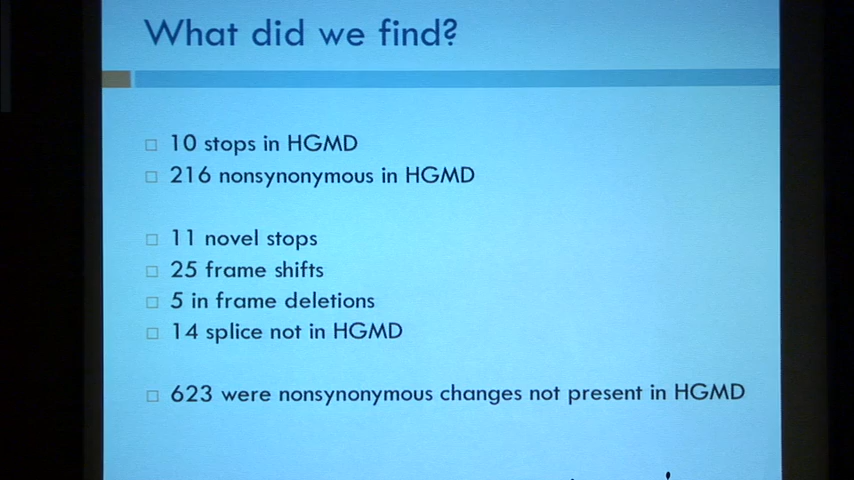 What did we find?
10 stops in HGMD
216 nonsynonymous in HGMD
11 novel stops
25 frame shifts
5 in frame deletions
14 splice not in HGMD
623 were nonsynonymous changes not present in HGMD